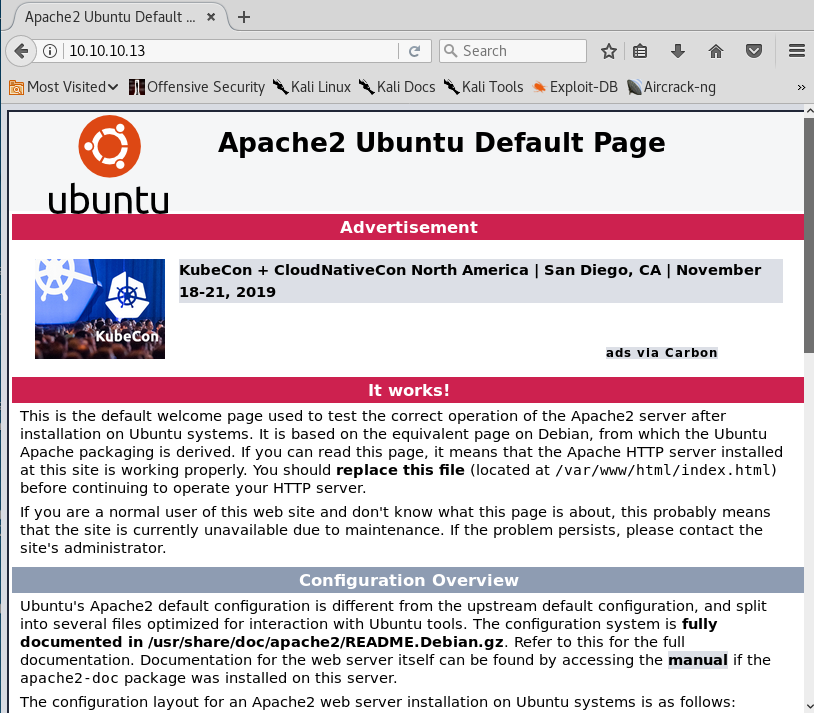 Apache2 Ubuntu Default ...
10.10.10.13
Search
Most Visited
Offensive Security
Kali Linux
Kali Docs
Kali Tools
Exploit-DB
Aircrack-ng
»
ubuntu
Apache2 Ubuntu Default Page
Advertisement
KubeCon
KubeCon + CloudNativeCon North America | San Diego, CA | November
18-21, 2019
ads via Carbon
It works!
This is the default welcome page used to test the correct operation of the Apache2 server after
installation on Ubuntu systems. It is based on the equivalent page on Debian, from which the Ubuntu
Apache packaging is derived. If you can read this page, it means that the Apache HTTP server installed
at this site is working properly. You should replace this file (located at /var/www/html/index.html)
before continuing to operate your HTTP server.
If you are a normal user of this web site and don't know what this page is about, this probably means
that the site is currently unavailable due to maintenance. If the problem persists, please contact the
site's administrator.
Configuration Overview
Ubuntu's Apache2 default configuration is different from the upstream default configuration, and split
into several files optimized for interaction with Ubuntu tools. The configuration system is fully
documented in /usr/share/doc/apache2/README.Debian.gz. Refer to this for the full
documentation. Documentation for the web server itself can be found by accessing the manual if the
apache2-doc package was installed on this server.
The configuration layout for an Apache2 web server installation on Ubuntu systems is as follows: